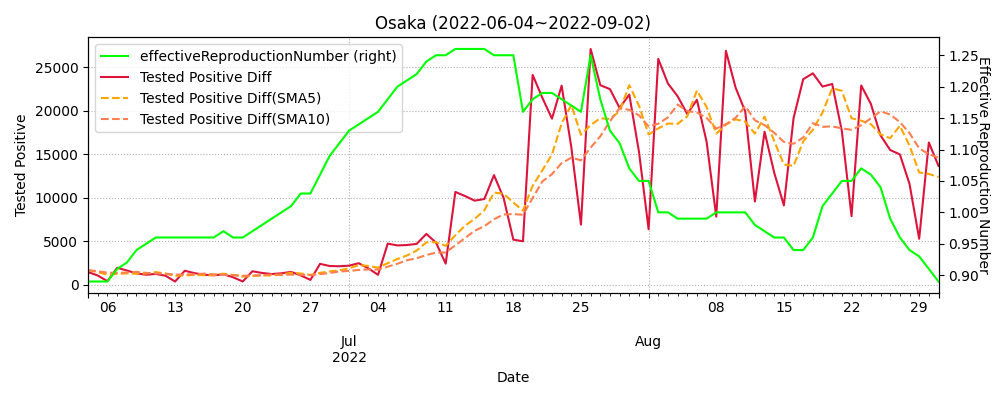 Osaka (2022-06-04~2022-09-02)
effectiveReproductionNumber (right)
Tested Positive Diff
Tested Positive Diff(SMA5)
Tested Positive Diff(SMA10)
Tested Positive
25000
20000
15000
10000
5000
0
1.25
1.20
1.15
1.10
1.05
1.00
0.95
0.90
Effective Reproduction Number
06 13 20 27 04 11 18 25 08 15 22 29
Jul Aug
2022
Date